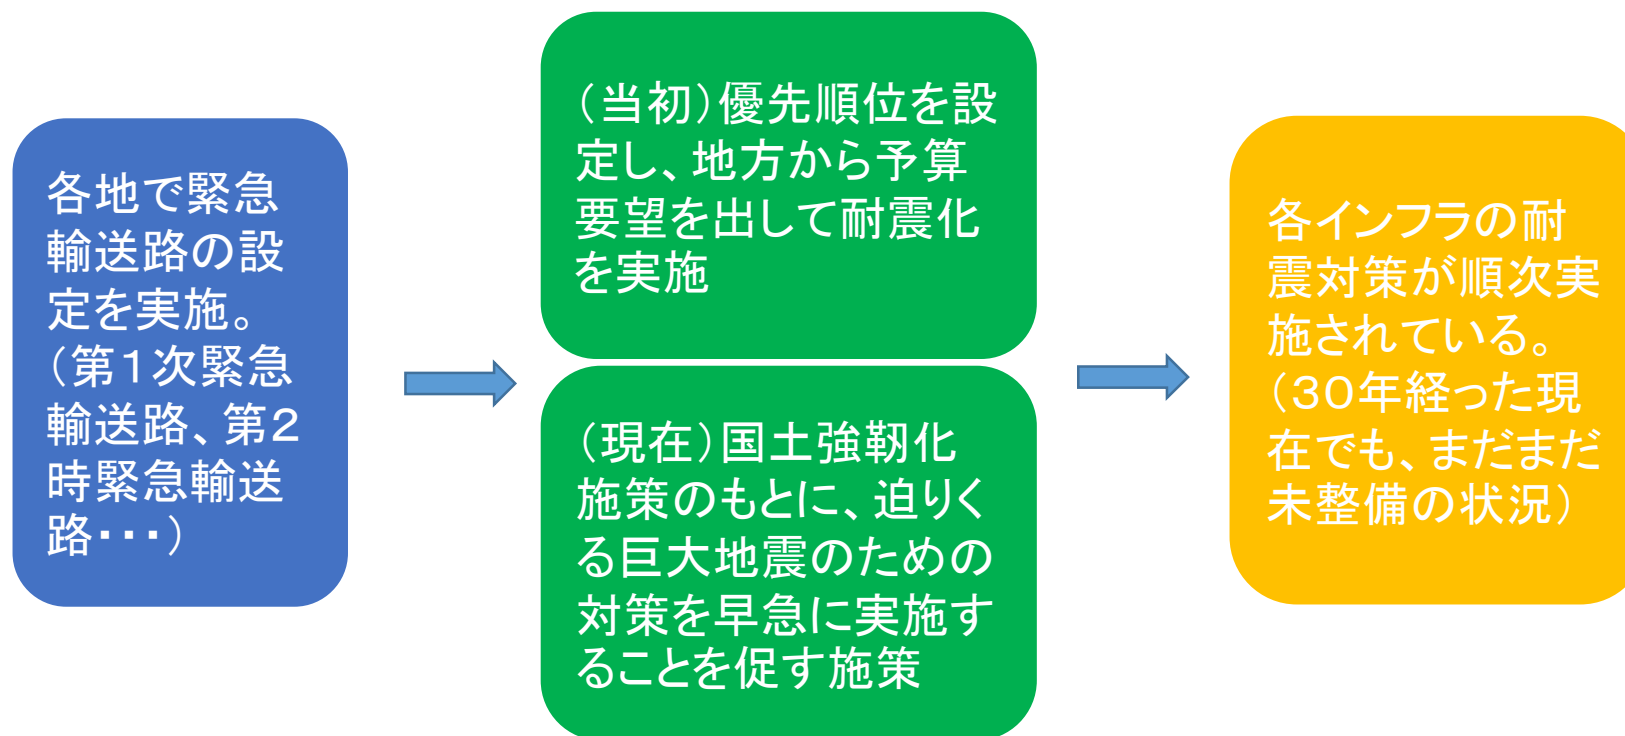 各地で緊急
輸送路の設
定を実施。
（第１次緊急
輸送路、第２
時緊急輸送
路・・・）
（当初）優先順位を設
定し、地方から予算
要望を出して耐震化
を実施
（現在）国土強靭化
施策のもとに、迫りく
る巨大地震のための
対策を早急に実施す
ることを促す施策
各インフラの耐
震対策が順次実
施されている。
（３０年経った現
在でも、まだまだ
未整備の状況）